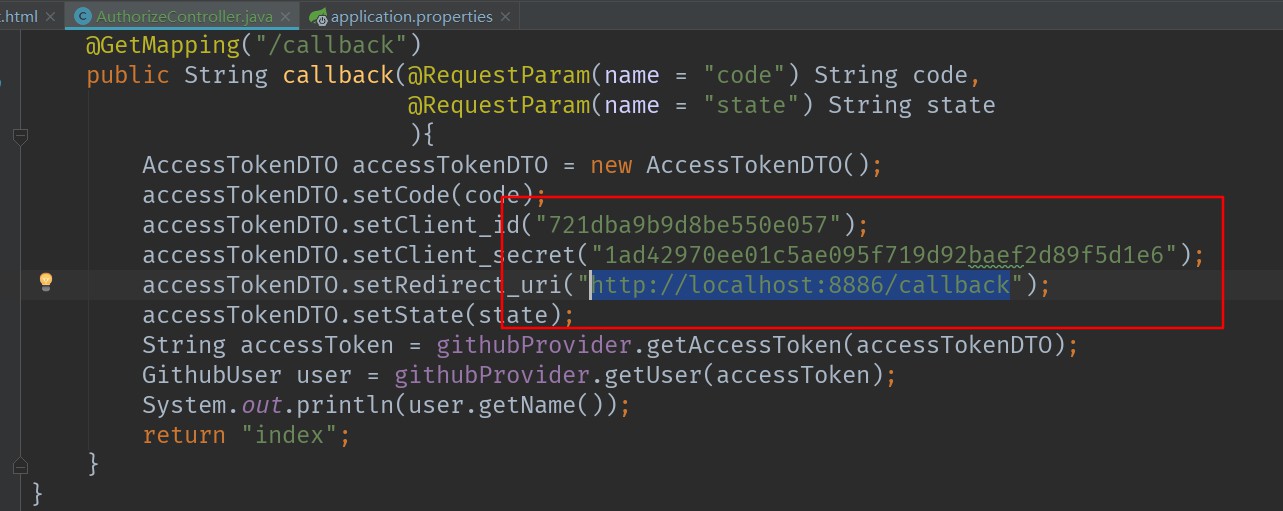 .html AuthorizeController.java application.properties
@GetMapping("/callback")
public String callback(@RequestParam(name = "code") String code,
@RequestParam(name = "state") String state
){
AccessTokenDTO accessTokenDTO = new AccessTokenDTO();
accessTokenDTO.setCode(code);
accessTokenDTO.setClient_id("721dba9b9d8be550e057");
accessTokenDTO.setClient_secret("1ad42970ee01c5ae095f719d92baef2d89f5d1e6");
accessTokenDTO.setRedirect_uri("http://localhost:8886/callback");
accessTokenDTO.setState(state);
String accessToken = githubProvider.getAccessToken(accessTokenDTO);
GithubUser user = githubProvider.getUser(accessToken);
System.out.println(user.getName());
return "index";
}
}